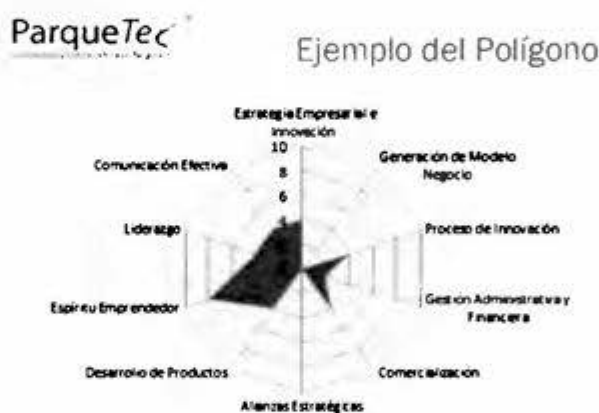 ParqueTec
Ejemplo del Polígono
Estrategia Empresarial e
Innovación
10
8
6
4
Generación de Modelo
Negocio
Proceso de Innovación
Gestión Administrativa y
Financiera
Comercialización
Alianzas Estratégicas
Desarrollo de Productos
Espíritu Emprendedor
Liderazgo
Comunicación Efectiva